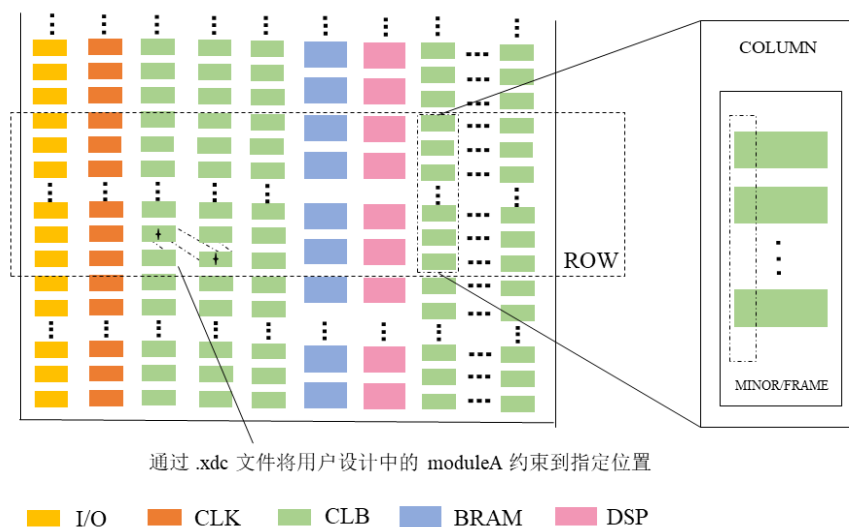 COLUMN
ROW
MINOR/FRAME
通过 .xdc 文件将用户设计中的 moduleA 约束到指定位置
I/O CLK CLB BRAM DSP